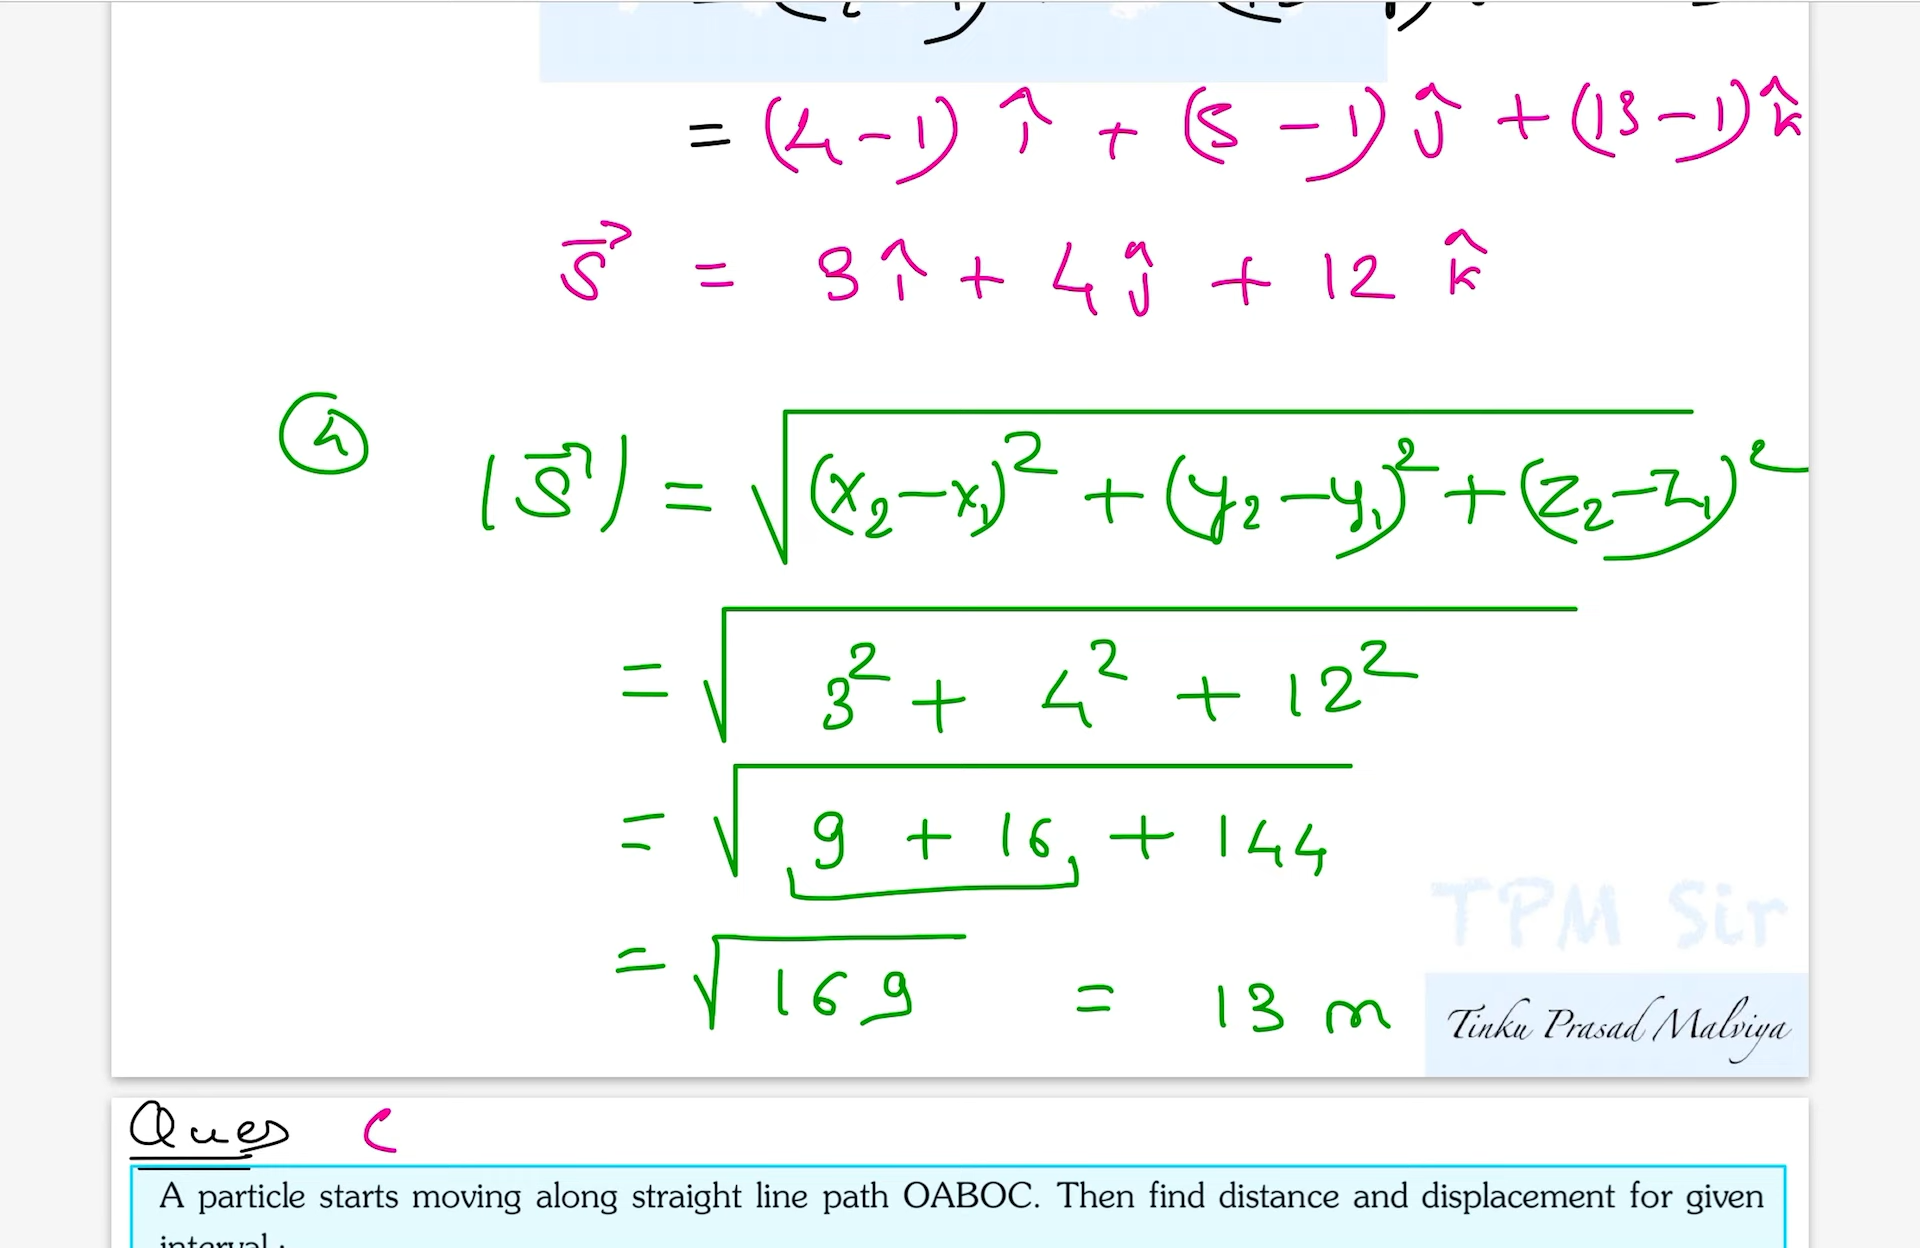 = (4-1) î + (5-1) ĵ + (13-1) k̂
S⃗ = 3î + 4ĵ + 12 k̂
④ |S⃗| = √((x₂-x₁)² + (y₂-y₁)² + (z₂-z₁)²)
= √(3² + 4² + 12²)
= √(9 + 16 + 144)
= √169 = 13 m
TPM Sir
Tinku Prasad Malviya
Ques
A particle starts moving along straight line path OABOC. Then find distance and displacement for given
interval :